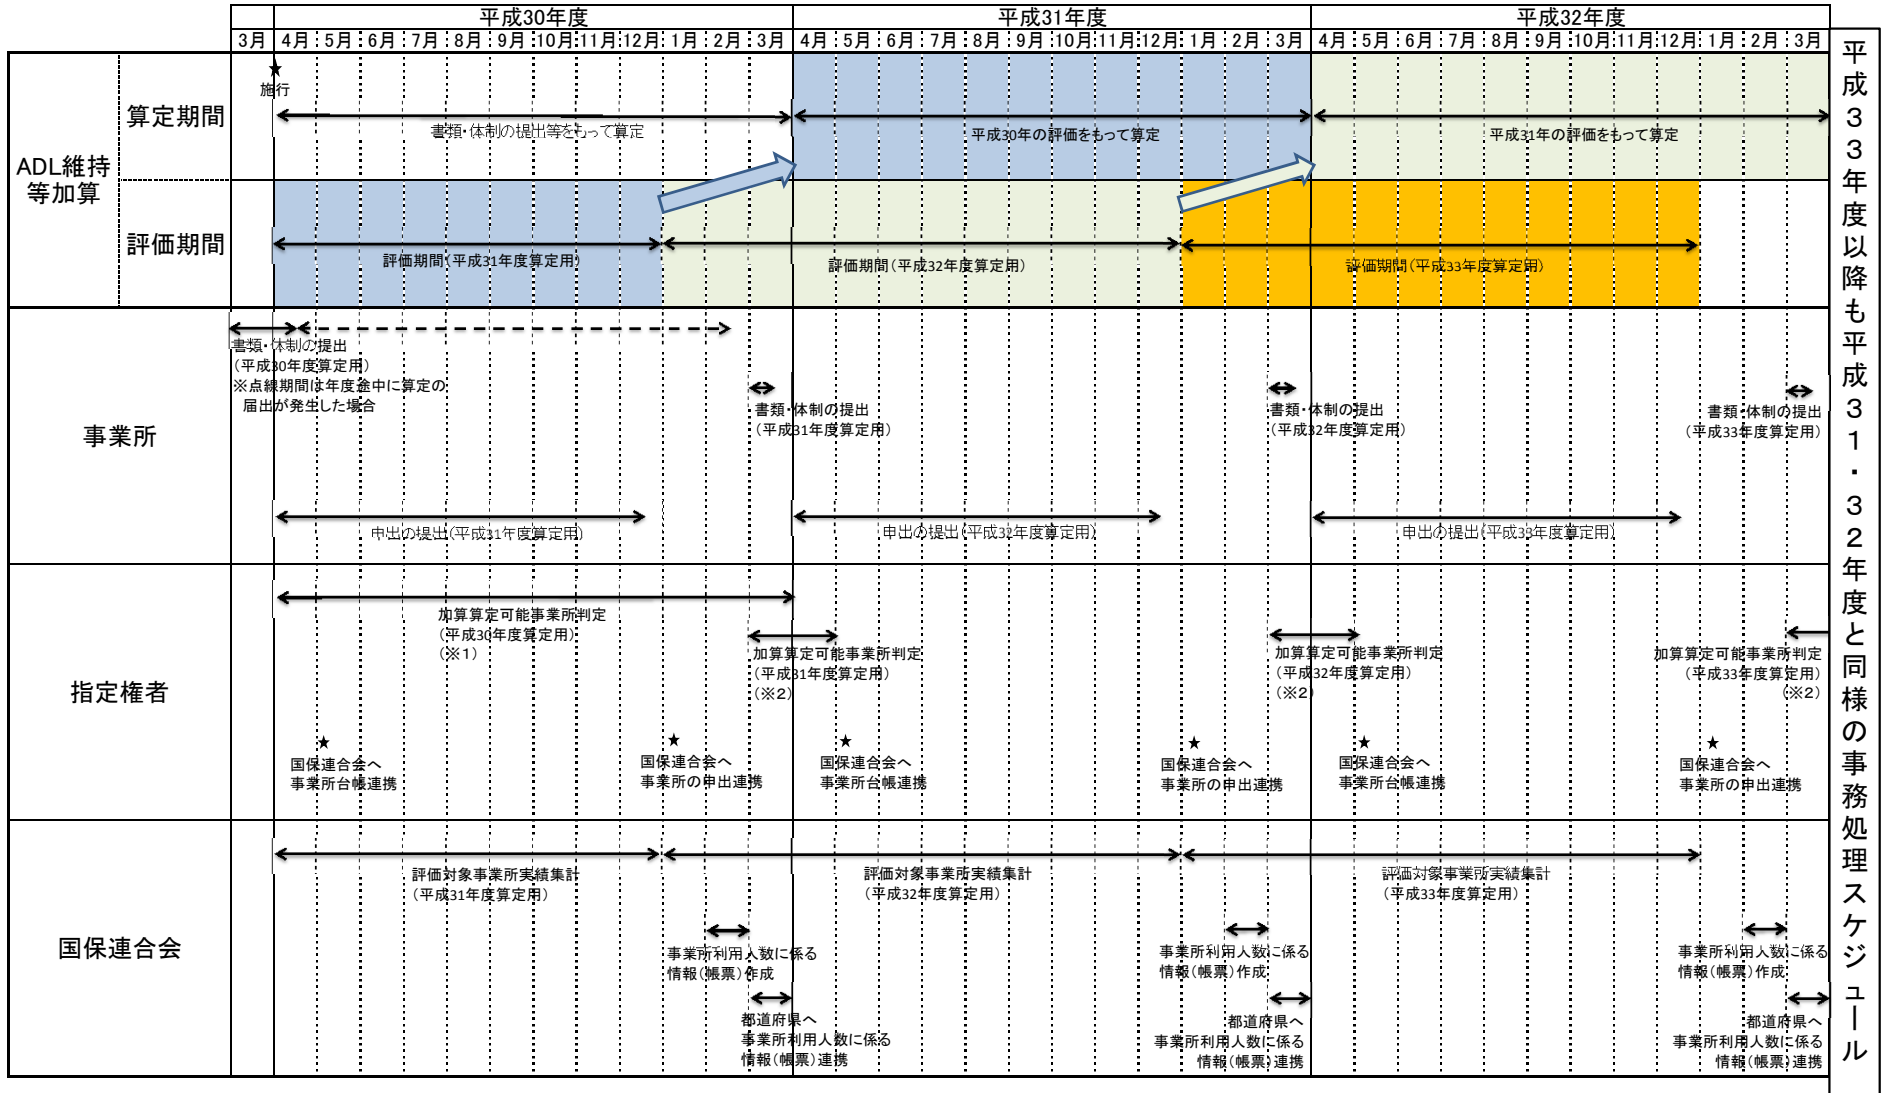 平成30年度
平成31年度
平成32年度
3月 4月 5月 6月 7月 8月 9月 10月 11月 12月 1月 2月 3月 4月 5月 6月 7月 8月 9月 10月 11月 12月 1月 2月 3月 4月 5月 6月 7月 8月 9月 10月 11月 12月 1月 2月 3月
ADL維持
等加算
算定期間
★
施行
書類・体制の提出等をもって算定
平成30年の評価をもって算定
平成31年の評価をもって算定
評価期間
評価期間(平成31年度算定用)
評価期間(平成32年度算定用)
評価期間(平成33年度算定用)
事業所
書類・体制の提出
(平成30年度算定用)
※点線期間は年度途中に算定の
届出が発生した場合
書類・体制の提出
(平成31年度算定用)
書類・体制の提出
(平成32年度算定用)
書類・体制の提出
(平成33年度算定用)
申出の提出(平成31年度算定用)
申出の提出(平成32年度算定用)
申出の提出(平成33年度算定用)
指定権者
加算算定可能事業所判定
(平成30年度算定用)
(※1)
加算算定可能事業所判定
(平成31年度算定用)
(※2)
加算算定可能事業所判定
(平成32年度算定用)
(※2)
加算算定可能事業所判定
(平成33年度算定用)
(※2)
★
国保連合会へ
事業所台帳連携
★
国保連合会へ
事業所の申出連携
★
国保連合会へ
事業所台帳連携
★
国保連合会へ
事業所の申出連携
★
国保連合会へ
事業所台帳連携
★
国保連合会へ
事業所の申出連携
国保連合会
評価対象事業所実績集計
(平成31年度算定用)
評価対象事業所実績集計
(平成32年度算定用)
評価対象事業所実績集計
(平成33年度算定用)
事業所利用人数に係る
情報(帳票)作成
事業所利用人数に係る
情報(帳票)作成
事業所利用人数に係る
情報(帳票)作成
都道府県へ
事業所利用人数に係る
情報(帳票)連携
都道府県へ
事業所利用人数に係る
情報(帳票)連携
都道府県へ
事業所利用人数に係る
情報(帳票)連携
平成33年度以降も平成31・32年度と同様の事務処理スケジュール